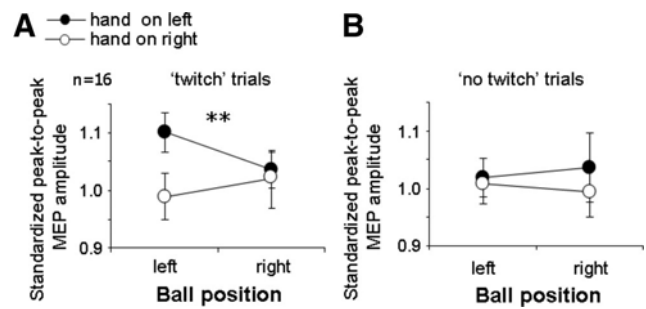 A
hand on left
hand on right
n=16 'twitch' trials
Standardized peak-to-peak
MEP amplitude
1.1
1.0
0.9
**
left right
Ball position
B
'no twitch' trials
Standardized peak-to-peak
MEP amplitude
1.1
1.0
0.9
left right
Ball position